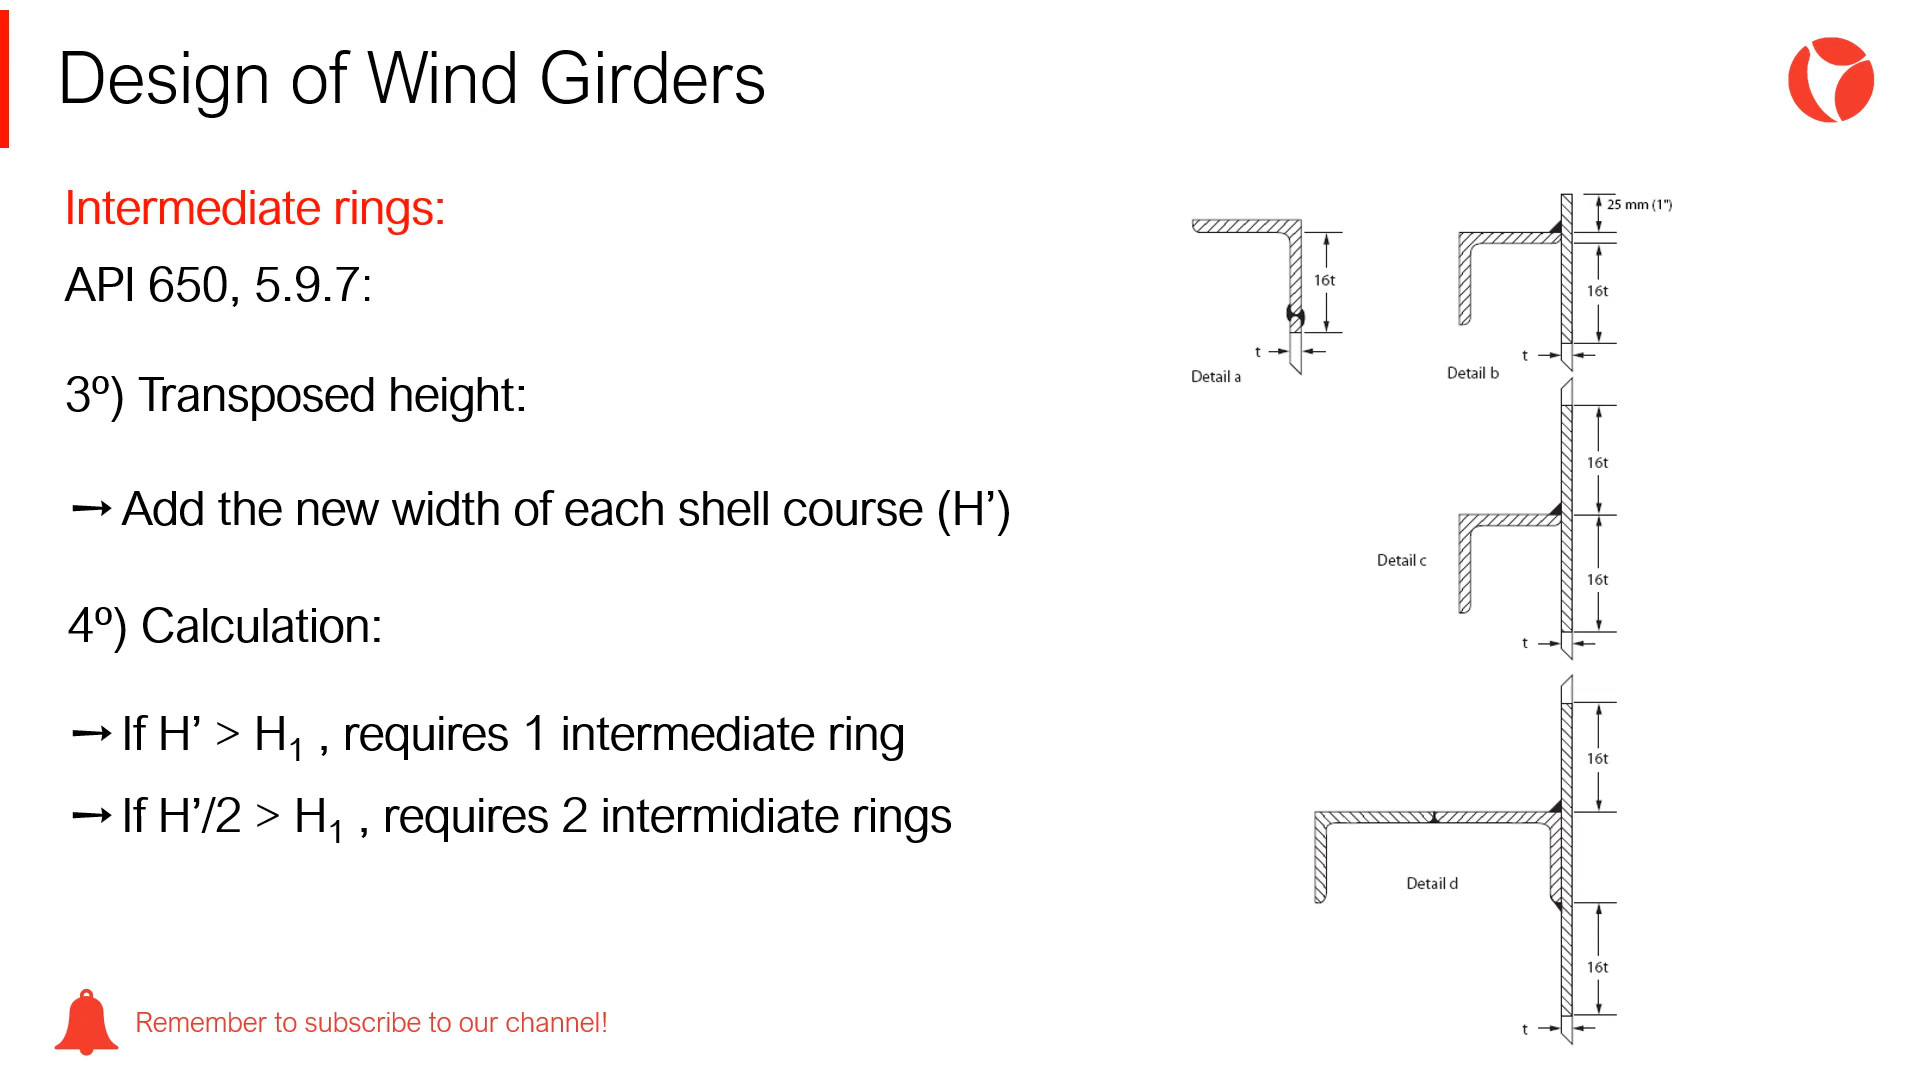 Design of Wind Girders
Intermediate rings:
API 650, 5.9.7:
3º) Transposed height:
→ Add the new width of each shell course (H’)
4º) Calculation:
→ If H’ > H₁ , requires 1 intermediate ring
→ If H’/2 > H₁ , requires 2 intermidiate rings
Remember to subscribe to our channel!
16t
t
Detail a
25 mm (1")
16t
t
Detail b
16t
Detail c
16t
t
16t
Detail d
16t
t